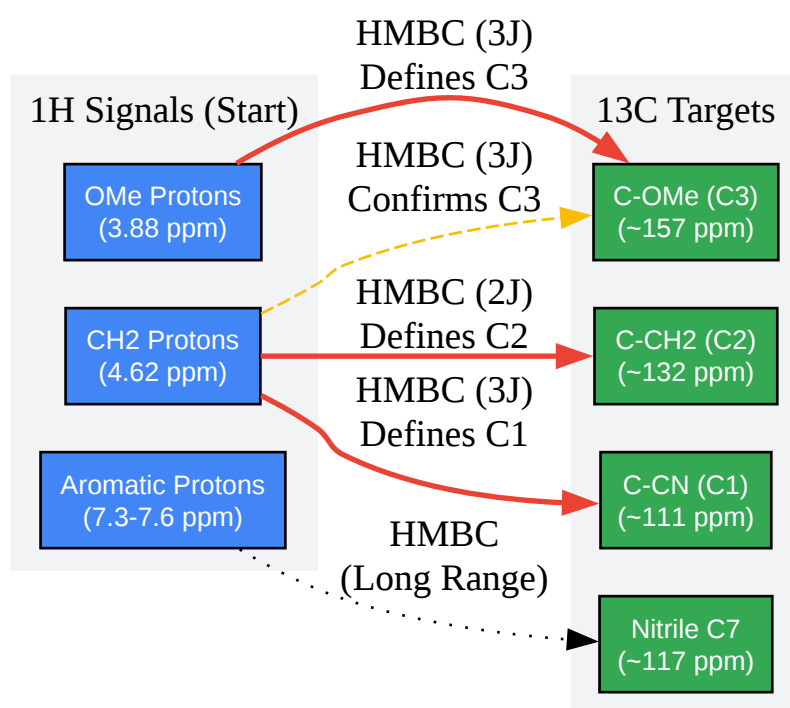 HMBC (3J)
Defines C3
1H Signals (Start)
13C Targets
OMe Protons
(3.88 ppm)
HMBC (3J)
Confirms C3
C-OMe (C3)
(~157 ppm)
CH2 Protons
(4.62 ppm)
HMBC (2J)
Defines C2
C-CH2 (C2)
(~132 ppm)
HMBC (3J)
Defines C1
Aromatic Protons
(7.3-7.6 ppm)
C-CN (C1)
(~111 ppm)
HMBC
(Long Range)
Nitrile C7
(~117 ppm)